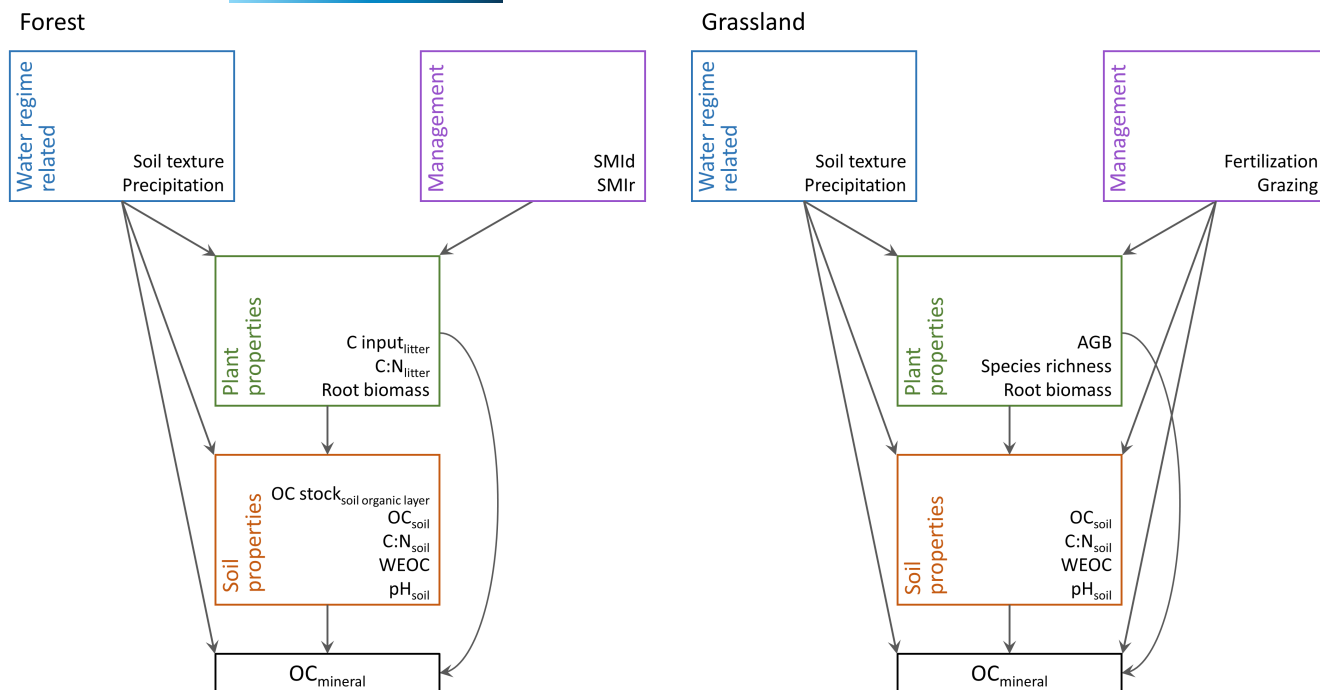 Forest
Water regime
related
Soil texture
Precipitation
Management
SMId
SMIr
Plant
properties
C input litter
C:N litter
Root biomass
Soil
properties
OC stock soil organic layer
OC soil
C:N soil
WEOC
pH soil
OC mineral
Grassland
Water regime
related
Soil texture
Precipitation
Management
Fertilization
Grazing
Plant
properties
AGB
Species richness
Root biomass
Soil
properties
OC soil
C:N soil
WEOC
pH soil
OC mineral